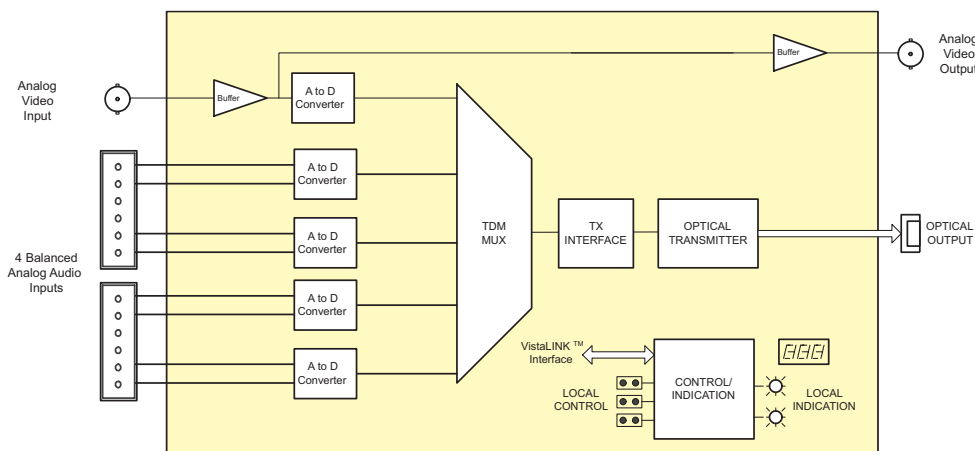 Analog
Video
Output
Buffer
Analog
Video
Input
Buffer
A to D
Converter
A to D
Converter
A to D
Converter
TDM
MUX
TX
INTERFACE
OPTICAL
TRANSMITTER
OPTICAL
OUTPUT
4 Balanced
Analog Audio
Inputs
A to D
Converter
A to D
Converter
VistaLINK ™
Interface
LOCAL
CONTROL
CONTROL/
INDICATION
LOCAL
INDICATION